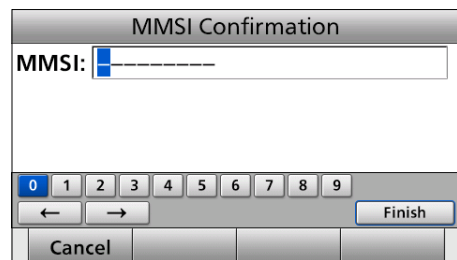 MMSI Confirmation
MMSI: ---------
0 1 2 3 4 5 6 7 8 9
← → Finish
Cancel